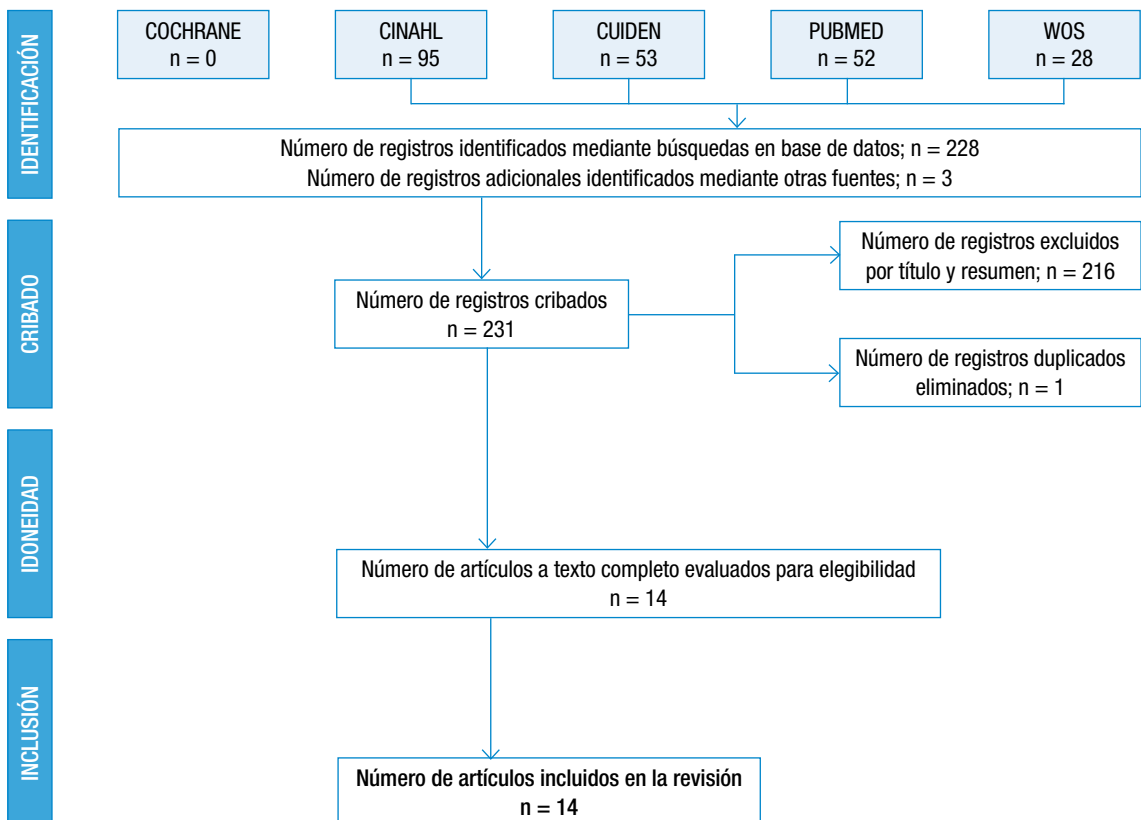 IDENTIFICACIÓN
COCHRANE
n = 0
CINAHL
n = 95
CUIDEN
n = 53
PUBMED
n = 52
WOS
n = 28
Número de registros identificados mediante búsquedas en base de datos; n = 228
Número de registros adicionales identificados mediante otras fuentes; n = 3
CRIBADO
Número de registros cribados
n = 231
Número de registros excluidos
por título y resumen; n = 216
Número de registros duplicados
eliminados; n = 1
IDONEIDAD
Número de artículos a texto completo evaluados para elegibilidad
n = 14
INCLUSIÓN
Número de artículos incluidos en la revisión
n = 14